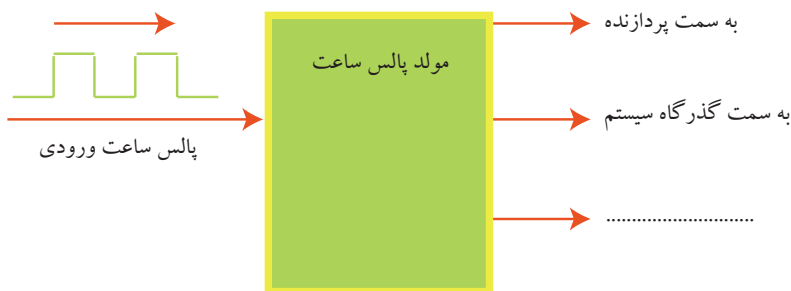 به سمت پردازنده
مولد پالس ساعت
به سمت گذرگاه سیستم
پالس ساعت ورودی
.............................